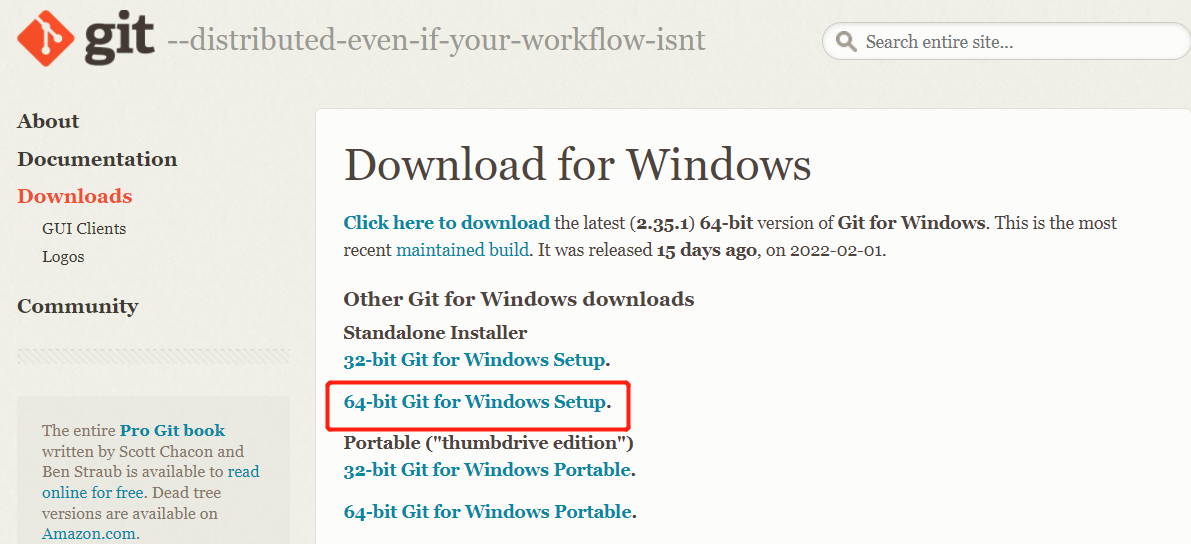 git --distributed-even-if-your-workflow-isnt
Search entire site...
About
Documentation
Downloads
GUI Clients
Logos
Community
The entire Pro Git book
written by Scott Chacon and
Ben Straub is available to read
online for free. Dead tree
versions are available on
Amazon.com.
Download for Windows
Click here to download the latest (2.35.1) 64-bit version of Git for Windows. This is the most
recent maintained build. It was released 15 days ago, on 2022-02-01.
Other Git for Windows downloads
Standalone Installer
32-bit Git for Windows Setup.
64-bit Git for Windows Setup.
Portable ("thumbdrive edition")
32-bit Git for Windows Portable.
64-bit Git for Windows Portable.